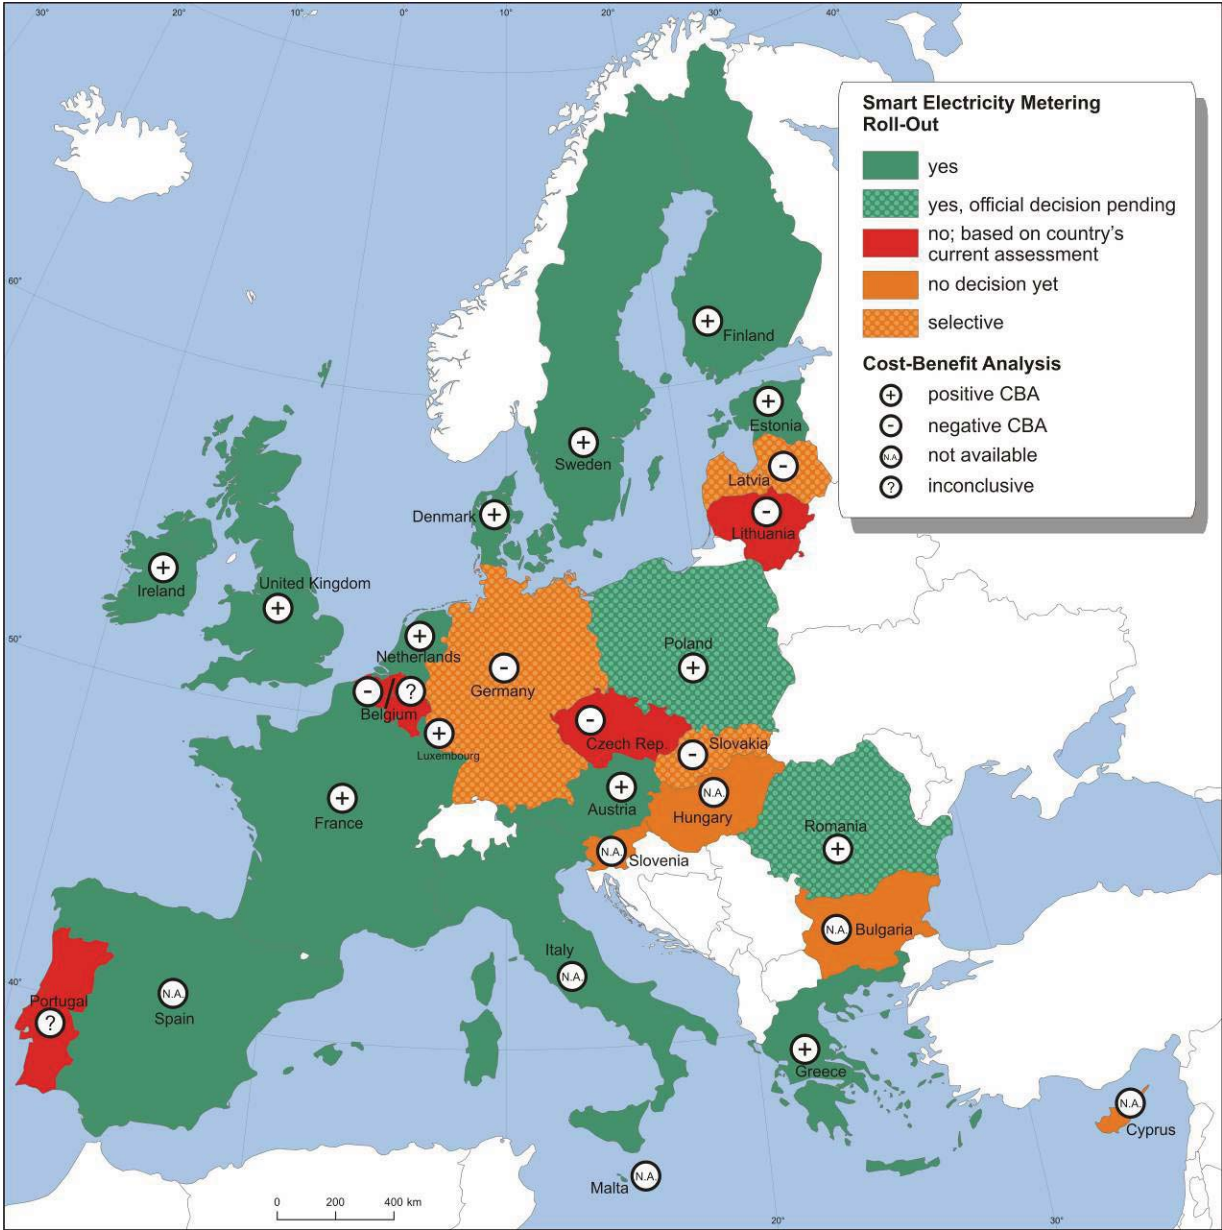 30°
20°
10°
0°
10°
20°
30°
40°
Smart Electricity Metering
Roll-Out
yes
yes, official decision pending
no; based on country's
current assessment
no decision yet
selective
Cost-Benefit Analysis
+ positive CBA
- negative CBA
N.A. not available
? inconclusive
60°
50°
40°
20°
30°
+
Finland
+
Estonia
+
Sweden
-
Latvia
-
Lithuania
Denmark +
+
Ireland
United Kingdom
+
+
Netherlands
- / ?
Belgium
+
Luxembourg
-
Germany
Poland
+
-
Czech Rep.
Slovakia
-
+
Austria
N.A.
Hungary
+
France
N.A. Slovenia
Romania
+
N.A. Bulgaria
Italy
N.A.
Portugal
?
N.A.
Spain
+
Greece
N.A.
Cyprus
Malta N.A.
0 200 400 km